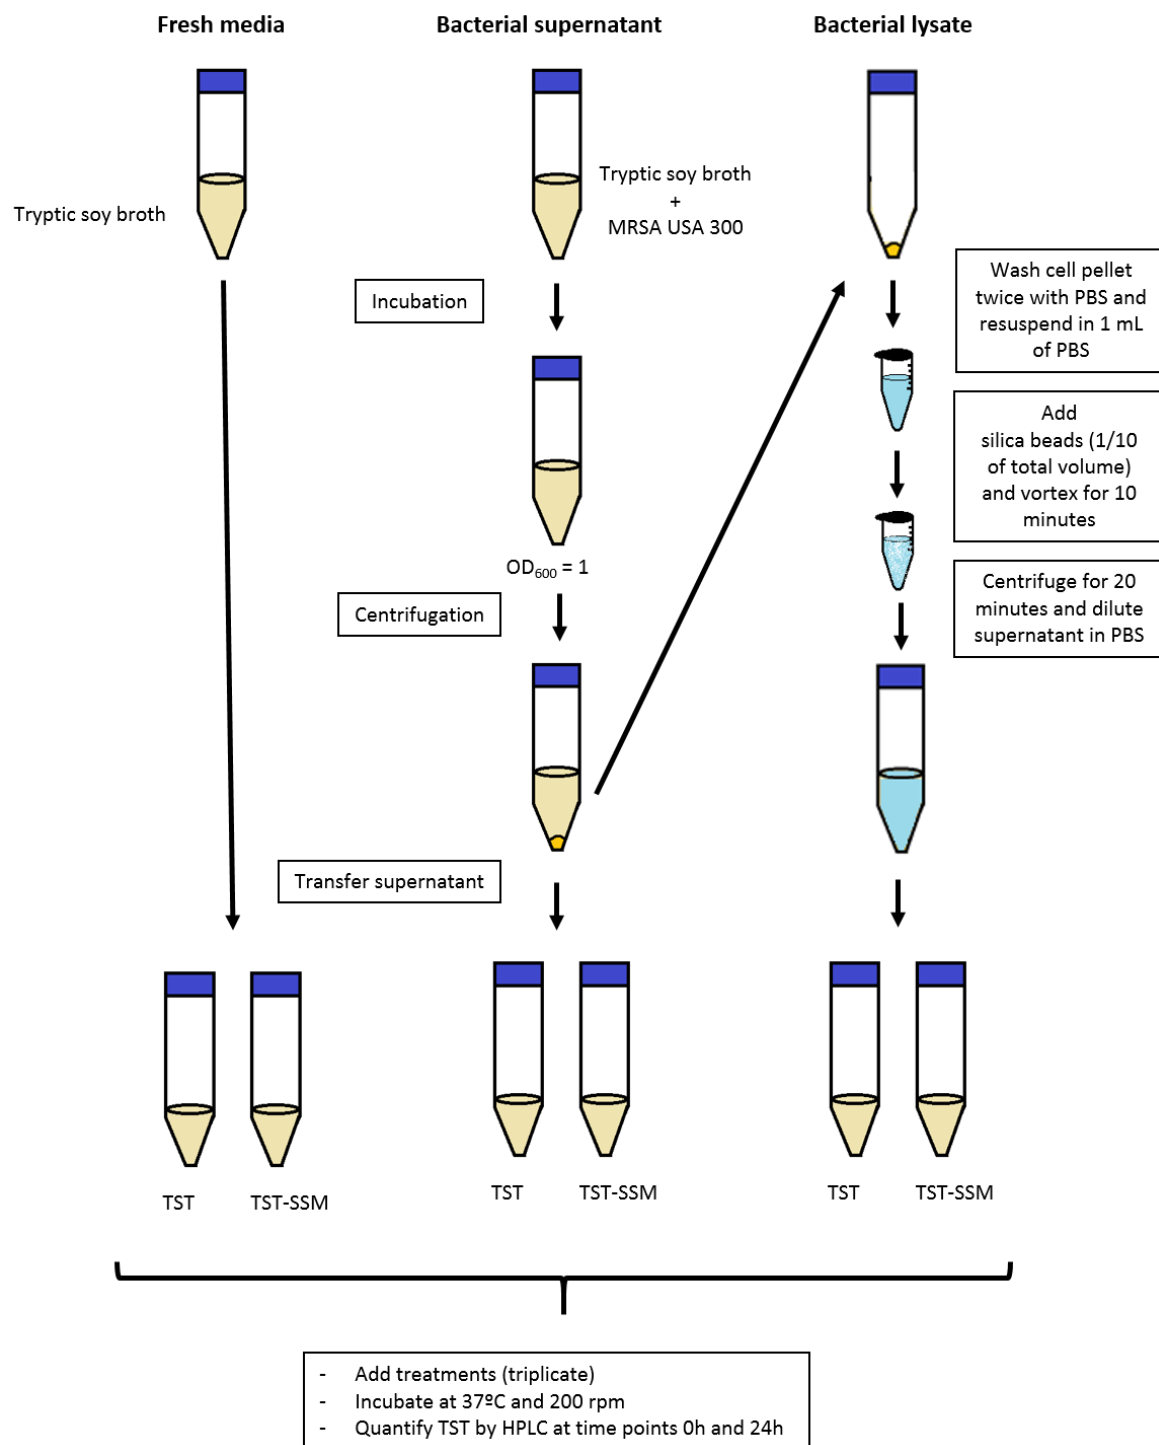 Fresh media
Bacterial supernatant
Bacterial lysate
Tryptic soy broth
Tryptic soy broth
+
MRSA USA 300
Incubation
OD₆₀₀ = 1
Centrifugation
Transfer supernatant
Wash cell pellet
twice with PBS and
resuspend in 1 mL
of PBS
Add
silica beads (1/10
of total volume)
and vortex for 10
minutes
Centrifuge for 20
minutes and dilute
supernatant in PBS
TST
TST-SSM
TST
TST-SSM
TST
TST-SSM
- Add treatments (triplicate)
- Incubate at 37ºC and 200 rpm
- Quantify TST by HPLC at time points 0h and 24h